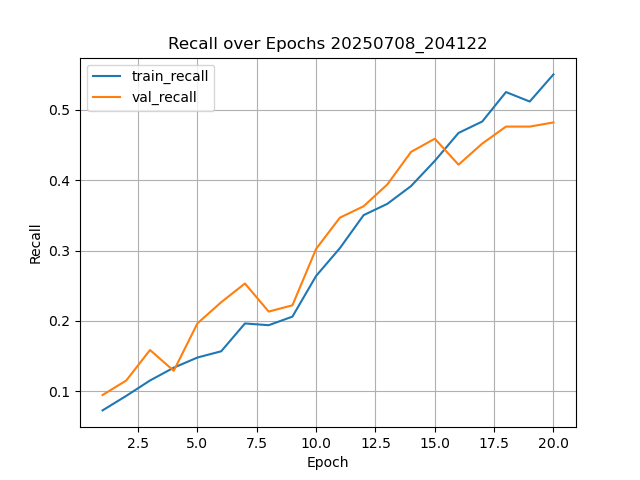 Recall over Epochs 20250708_204122
train_recall
val_recall
0.5
0.4
0.3
0.2
0.1
Recall
2.5 5.0 7.5 10.0 12.5 15.0 17.5 20.0
Epoch